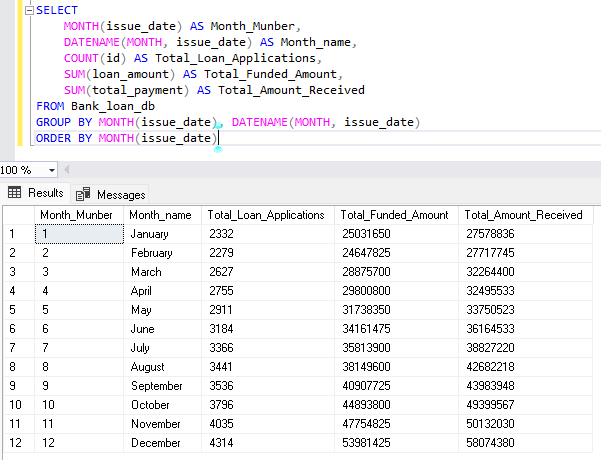 SELECT
MONTH(issue_date) AS Month_Munber,
DATENAME(MONTH, issue_date) AS Month_name,
COUNT(id) AS Total_Loan_Applications,
SUM(loan_amount) AS Total_Funded_Amount,
SUM(total_payment) AS Total_Amount_Received
FROM Bank_loan_db
GROUP BY MONTH(issue_date), DATENAME(MONTH, issue_date)
ORDER BY MONTH(issue_date)
100 %
Results Messages
Month_Munber Month_name Total_Loan_Applications Total_Funded_Amount Total_Amount_Received
1 1 January 2332 25031650 27578836
2 2 February 2279 24647825 27717745
3 3 March 2627 28875700 32264400
4 4 April 2755 29800800 32495533
5 5 May 2911 31738350 33750523
6 6 June 3184 34161475 36164533
7 7 July 3366 35813900 38827220
8 8 August 3441 38149600 42682218
9 9 September 3536 40907725 43983948
10 10 October 3796 44893800 49399567
11 11 November 4035 47754825 50132030
12 12 December 4314 53981425 58074380